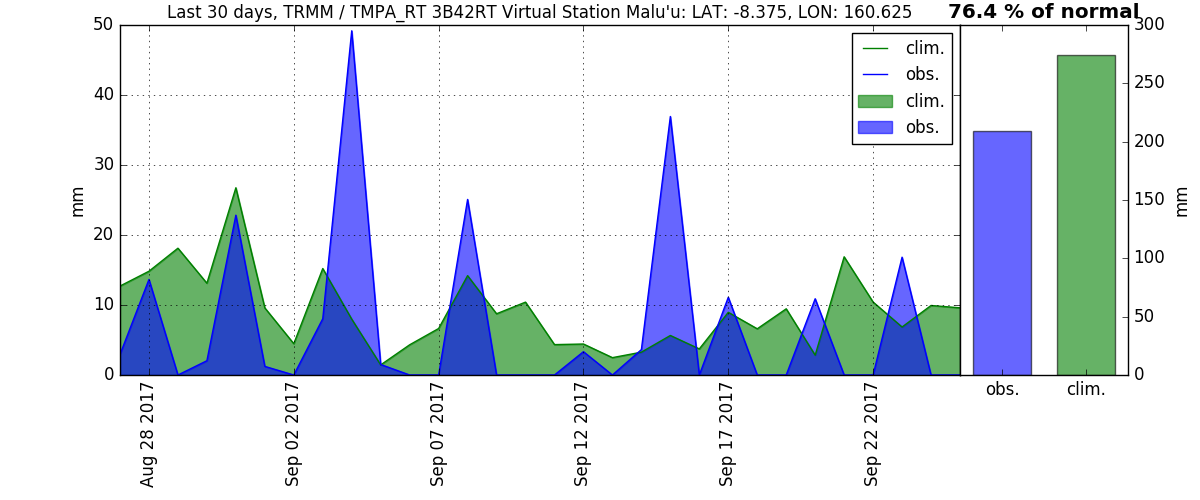 Last 30 days, TRMM / TMPA_RT 3B42RT Virtual Station Malu'u: LAT: -8.375, LON: 160.625
76.4 % of normal
50
40
30
20
10
0
mm
clim.
obs.
clim.
obs.
Aug 28 2017
Sep 02 2017
Sep 07 2017
Sep 12 2017
Sep 17 2017
Sep 22 2017
300
250
200
150
100
50
0
mm
obs.
clim.